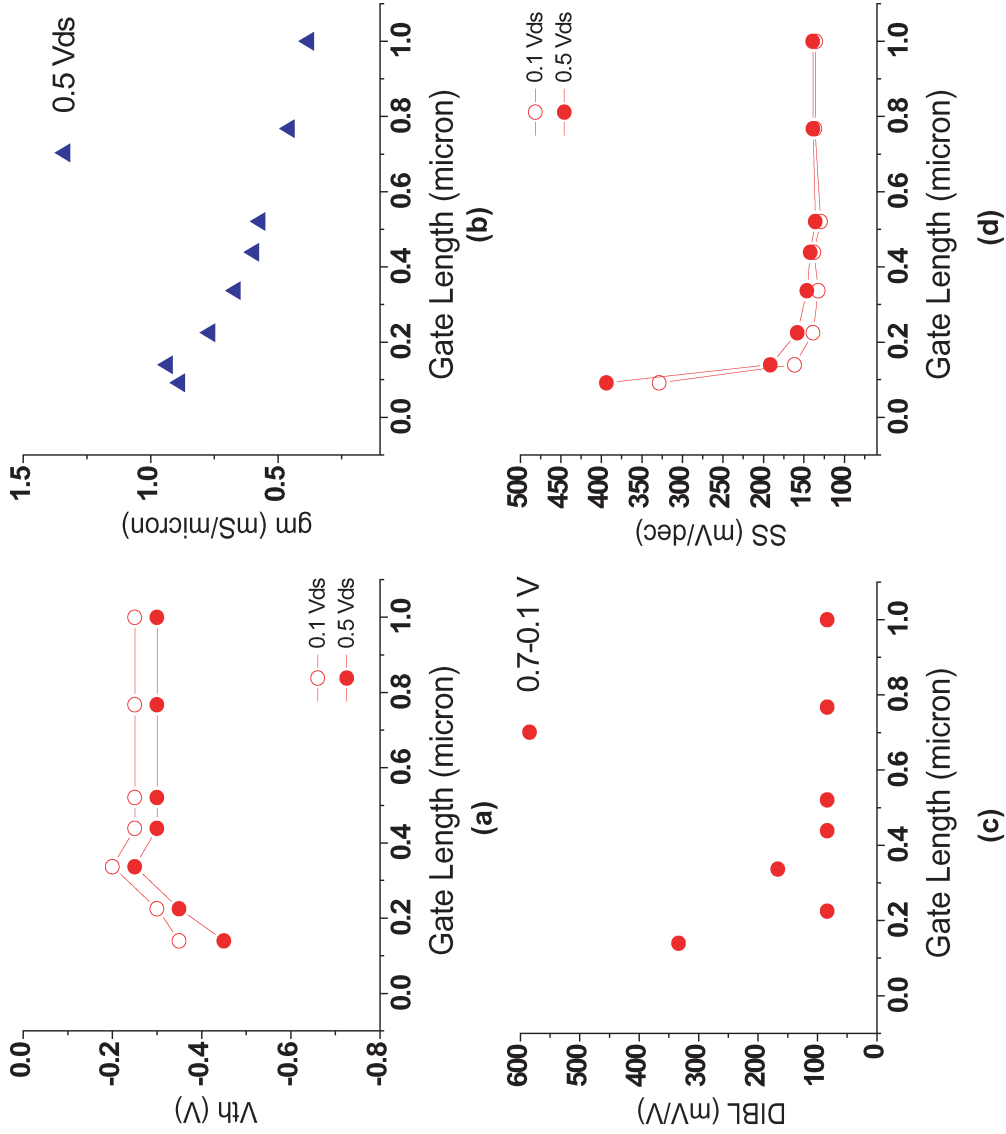 0.0
-0.2
-0.4
-0.6
-0.8
Vth (V)
0.0
0.2
0.4
0.6
0.8
1.0
Gate Length (micron)
0.1 Vds
0.5 Vds
(a)
1.5
1.0
0.5
gm (mS/micron)
0.0
0.2
0.4
0.6
0.8
1.0
Gate Length (micron)
0.5 Vds
(b)
600
500
400
300
200
100
0
DIBL (mV/V)
0.0
0.2
0.4
0.6
0.8
1.0
Gate Length (micron)
0.7-0.1 V
(c)
500
450
400
350
300
250
200
150
100
SS (mV/dec)
0.0
0.2
0.4
0.6
0.8
1.0
Gate Length (micron)
0.1 Vds
0.5 Vds
(d)